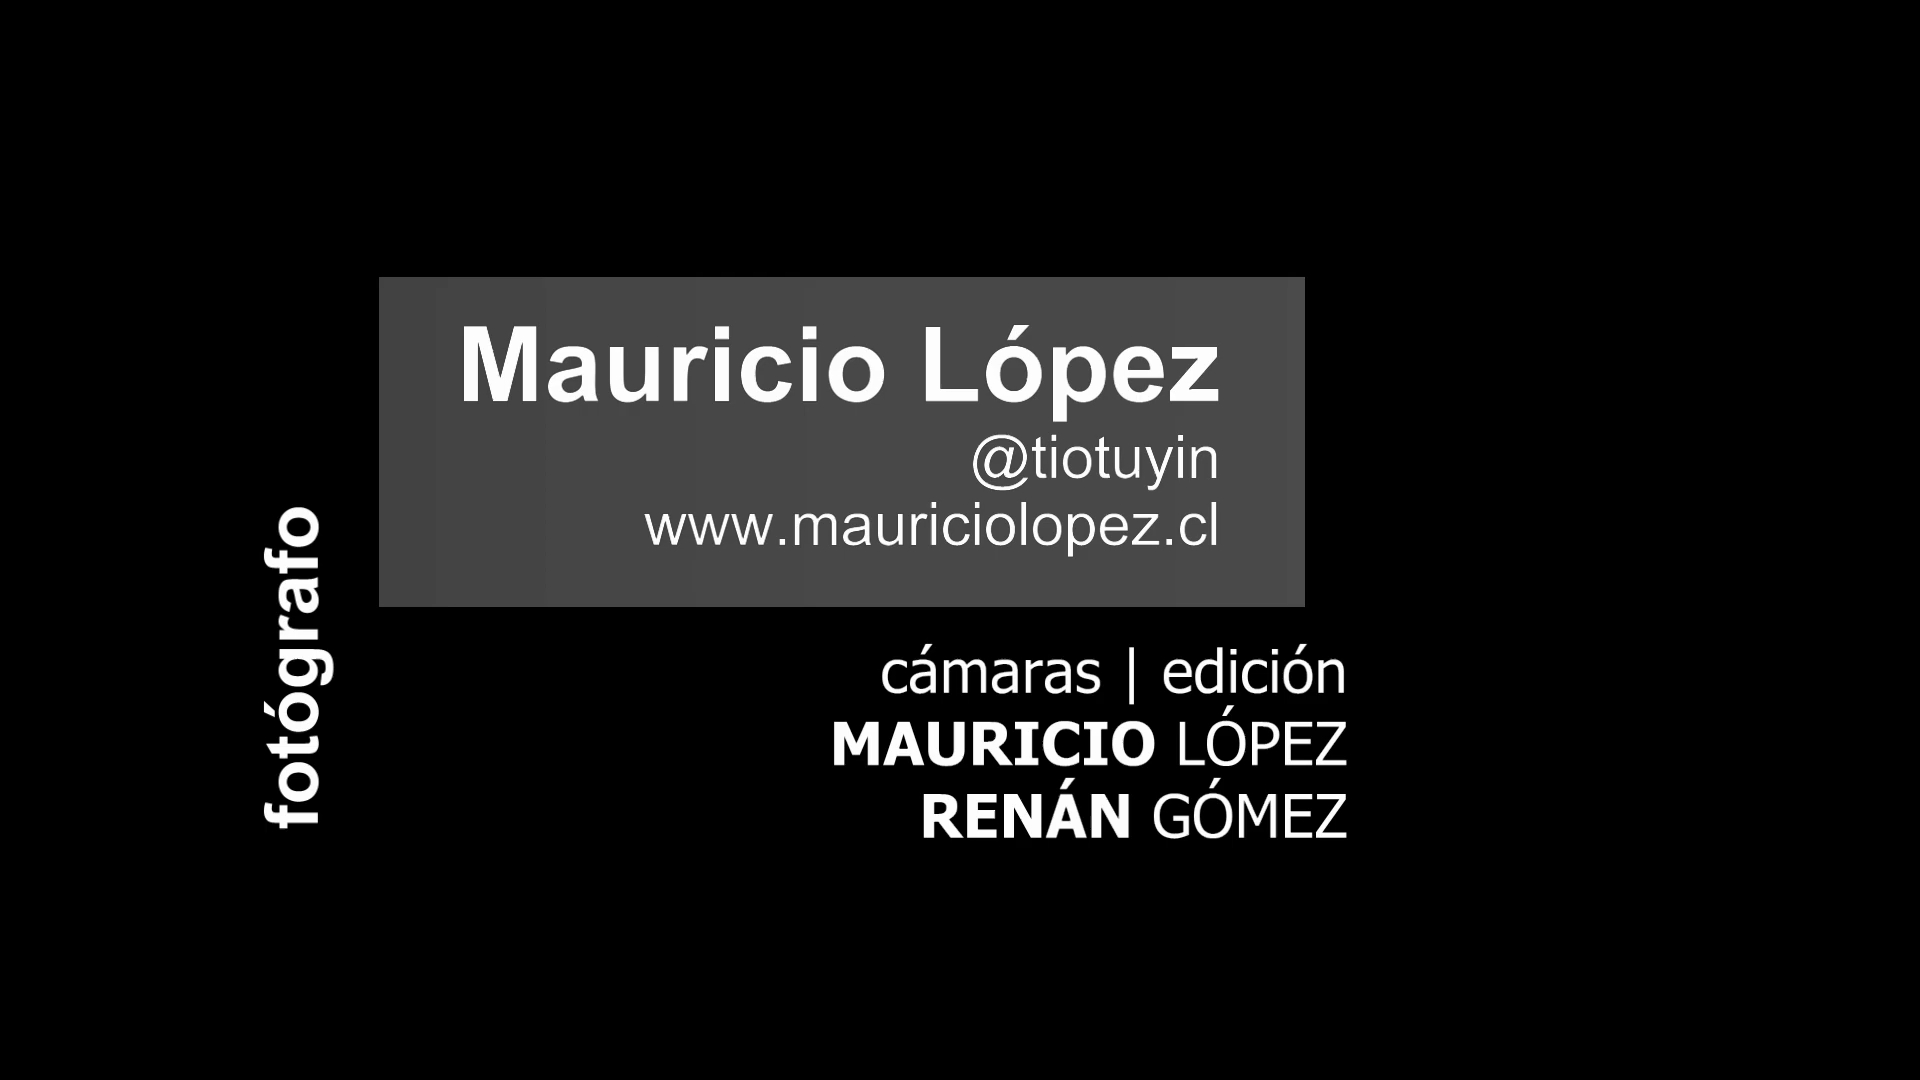 fotógrafo
Mauricio López
@tiotuyin
www.mauriciolopez.cl
cámaras | edición
MAURICIO LÓPEZ
RENÁN GÓMEZ